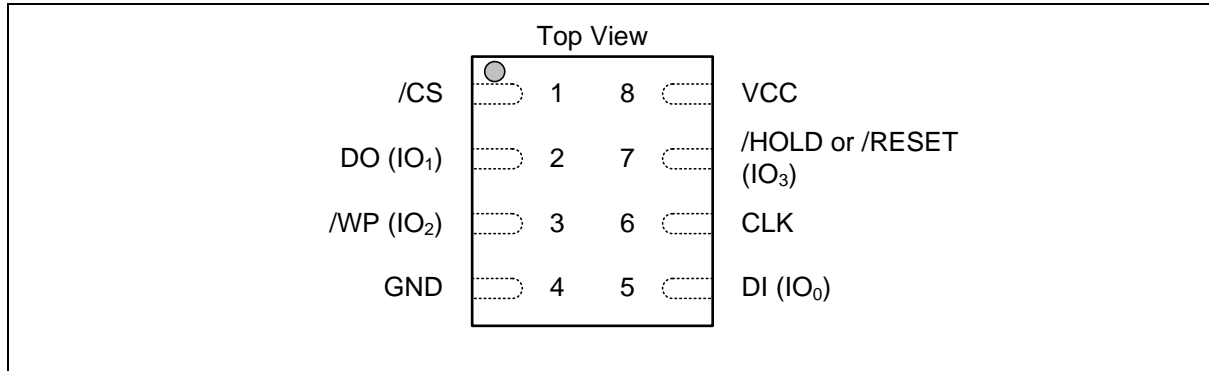 Top View
/CS 1 8 VCC
DO (IO₁) 2 7 /HOLD or /RESET
(IO₃)
/WP (IO₂) 3 6 CLK
GND 4 5 DI (IO₀)